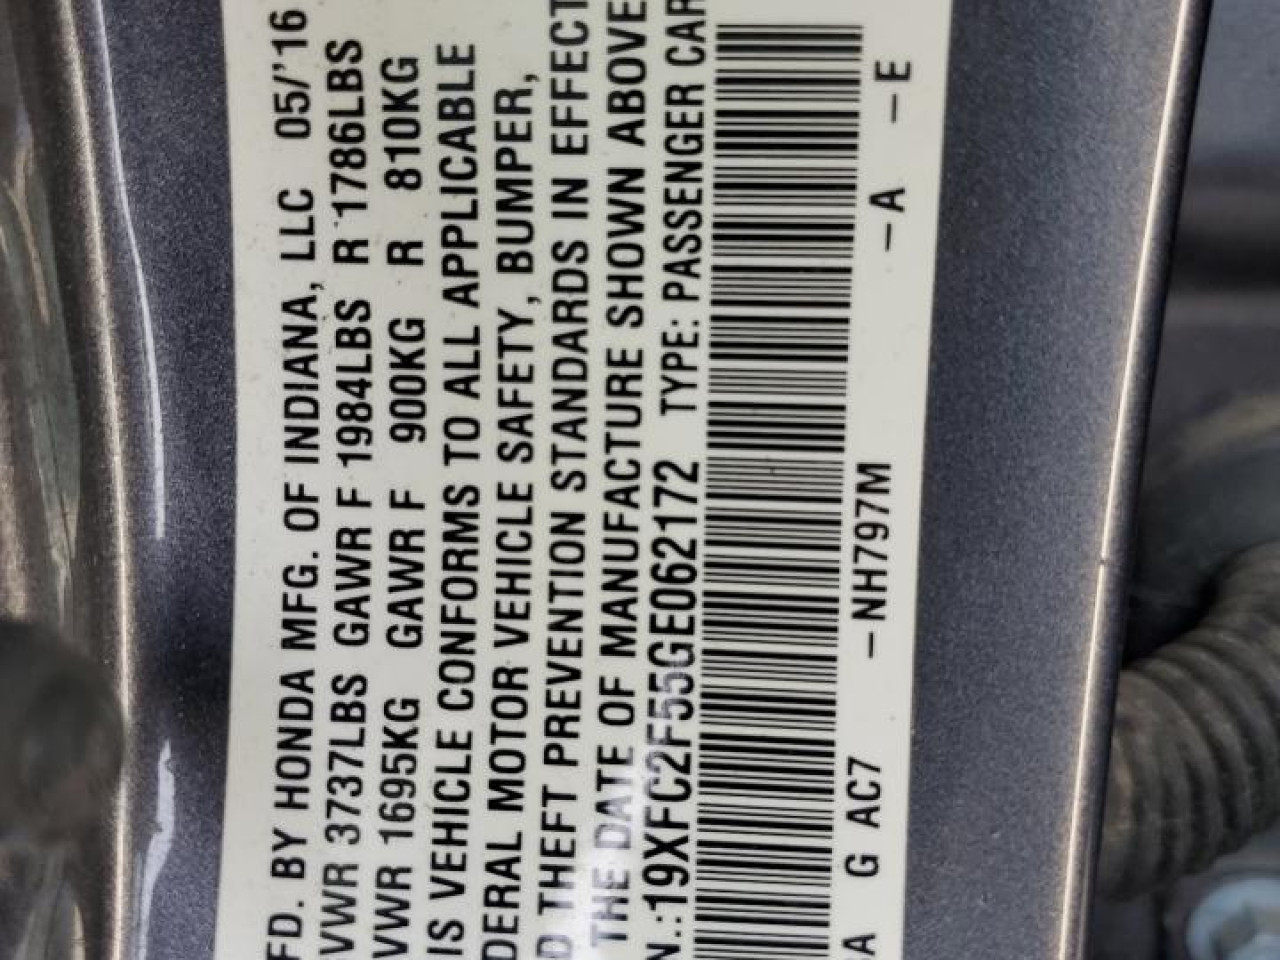 FD. BY HONDA MFG. OF INDIANA, LLC 05/'16
VWR 3737LBS GAWR F 1984LBS R 1786LBS
VWR 1695KG GAWR F 900KG R 810KG
IS VEHICLE CONFORMS TO ALL APPLICABLE
DERAL MOTOR VEHICLE SAFETY, BUMPER,
D THEFT PREVENTION STANDARDS IN EFFECT
THE DATE OF MANUFACTURE SHOWN ABOVE
N.:19XFC2F55GE062172 TYPE: PASSENGER CAR
A G AC7 -NH797M -A -E